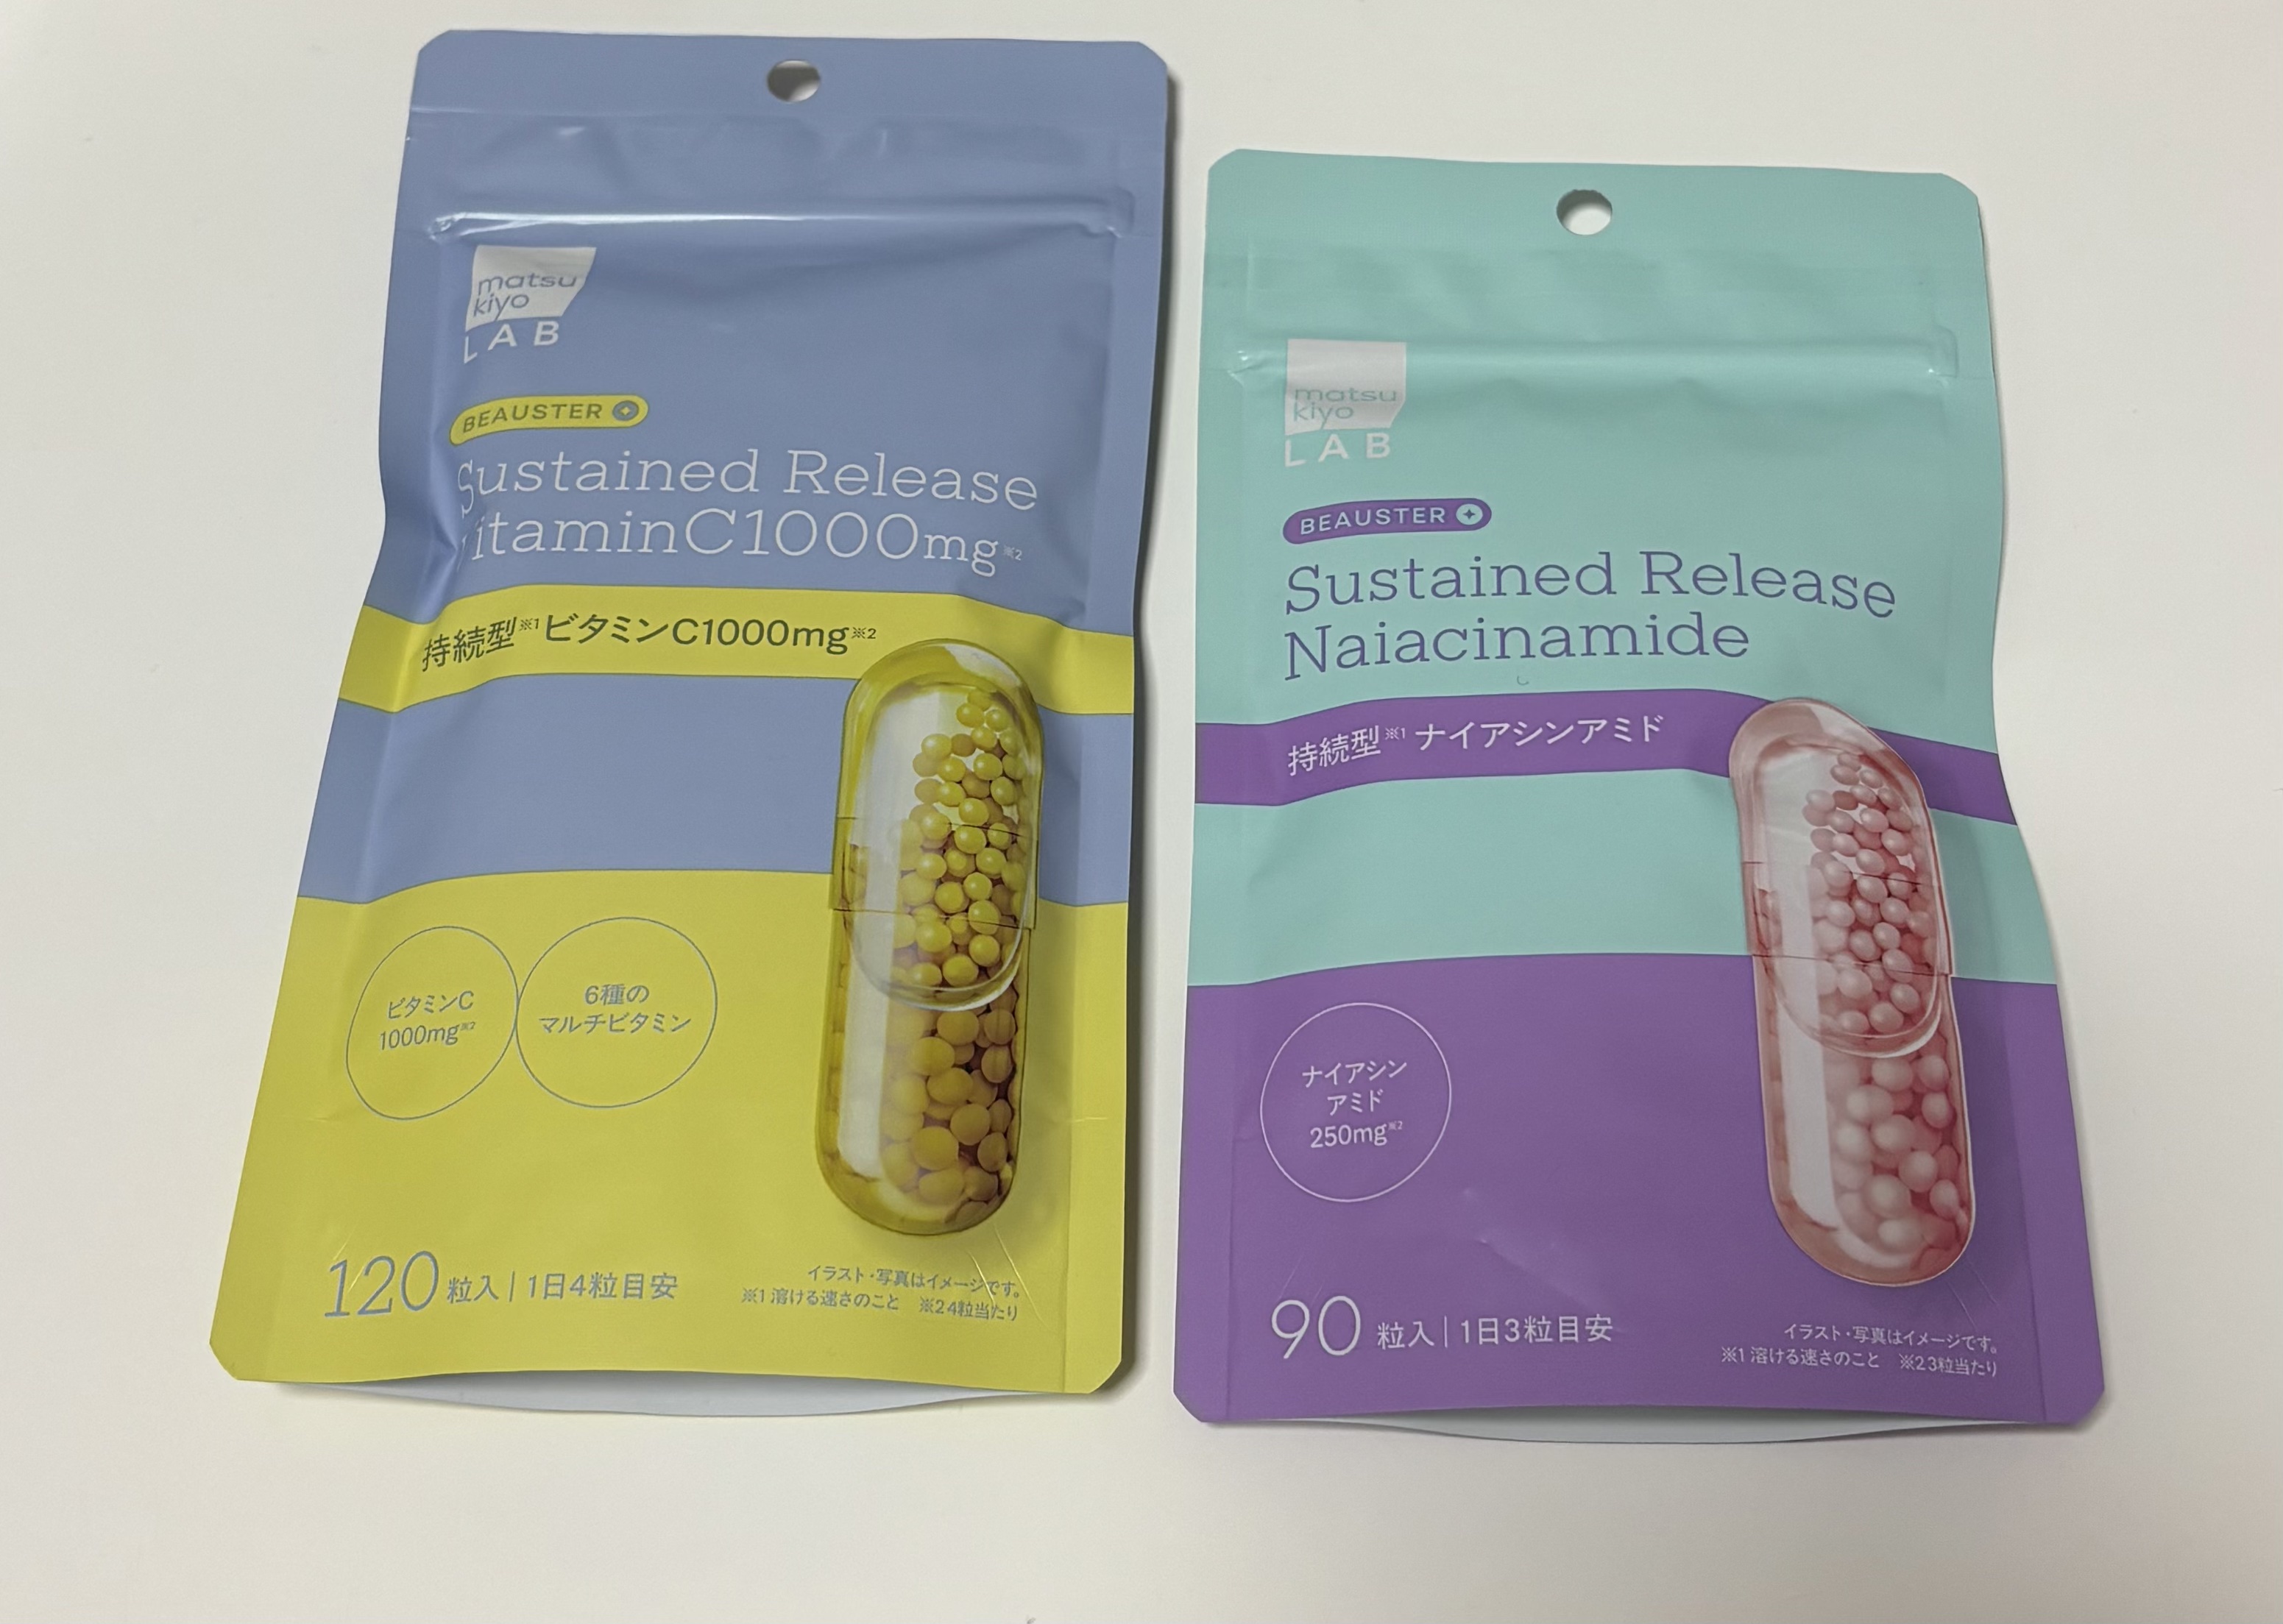 matsu
kiyo
LAB
BEAUSTER
Sustained Release
VitaminC1000mg※2
持続型※1ビタミンC1000mg※2
ビタミンC
1000mg※2
6種の
マルチビタミン
120粒入|1日4粒目安
イラスト・写真はイメージです。
※1 溶ける速さのこと ※2 4粒当たり
matsu
kiyo
LAB
BEAUSTER
Sustained Release
Naiacinamide
持続型※1ナイアシンアミド
ナイアシン
アミド
250mg※2
90粒入|1日3粒目安
イラスト・写真はイメージです。
※1 溶ける速さのこと ※2 3粒当たり